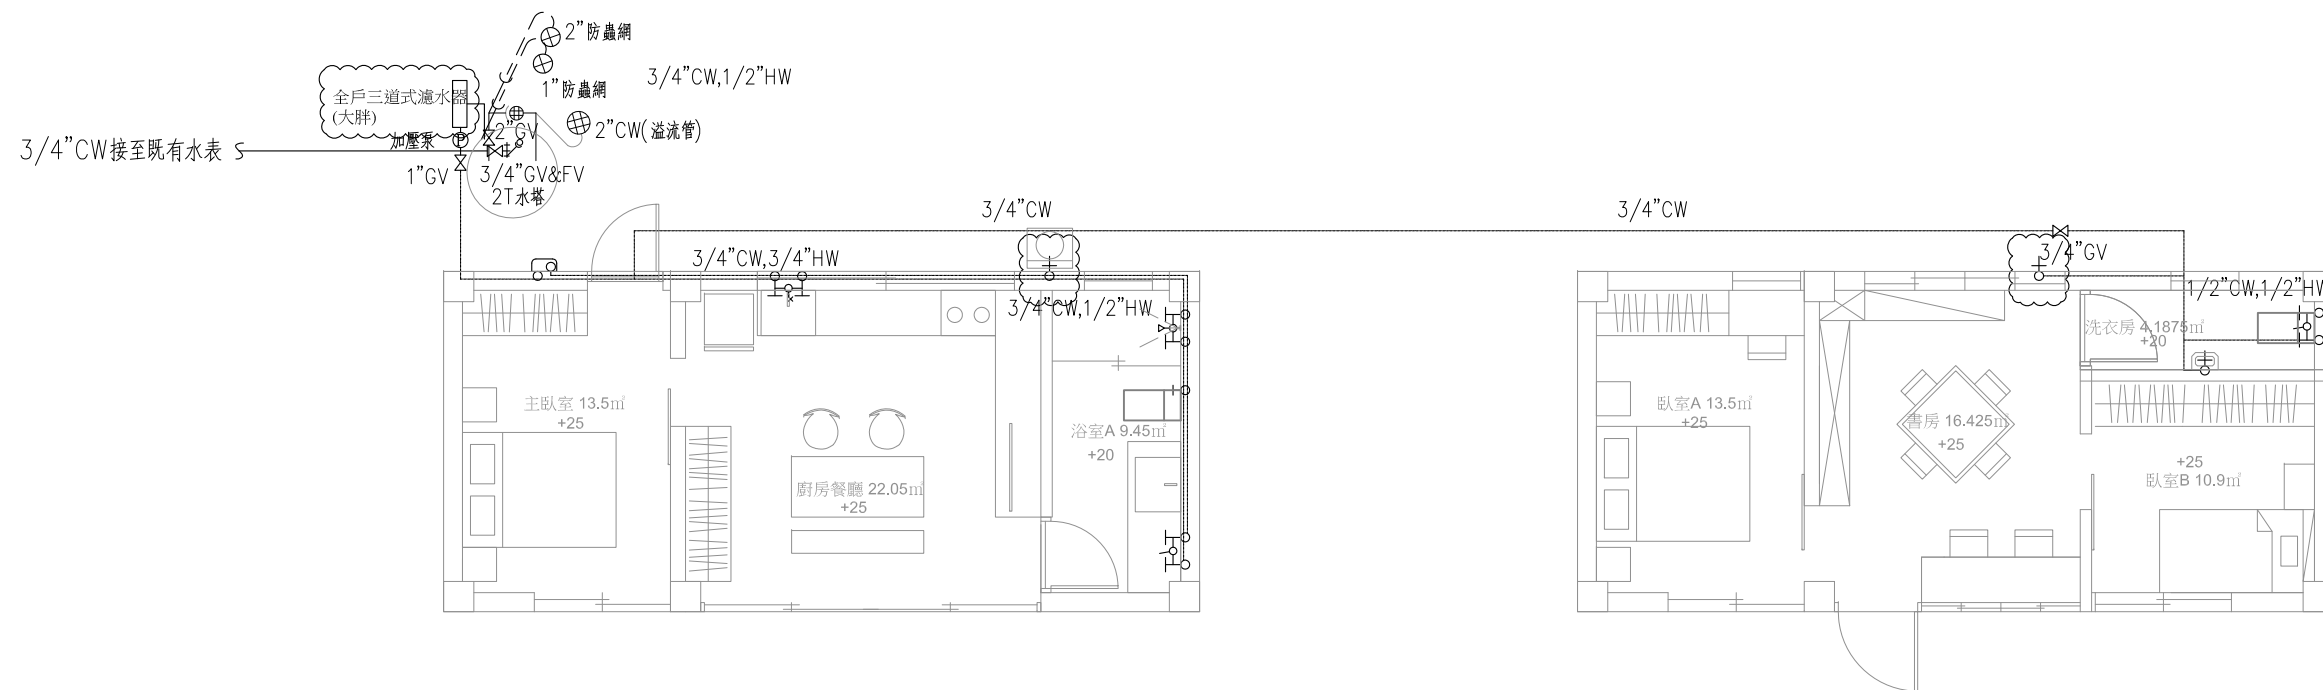 2"防蟲網
3/4"CW,1/2"HW
1"防蟲網
全戶三道式濾水器
(大胖)
2"CW(溢流管)
2"GV
加壓泵
P
3/4"CW接至既有水表
1"GV
3/4"GV&FV
2T水塔
3/4"CW
3/4"CW
3/4"CW,3/4"HW
3/4"GV
3/4"CW,1/2"HW
1/2"CW,1/2"HW
洗衣房 4.1875㎡
+20
主臥室 13.5㎡
+25
浴室A 9.45㎡
+20
廚房餐廳 22.05㎡
+25
臥室A 13.5㎡
+25
書房 16.425㎡
+25
+25
臥室B 10.9㎡